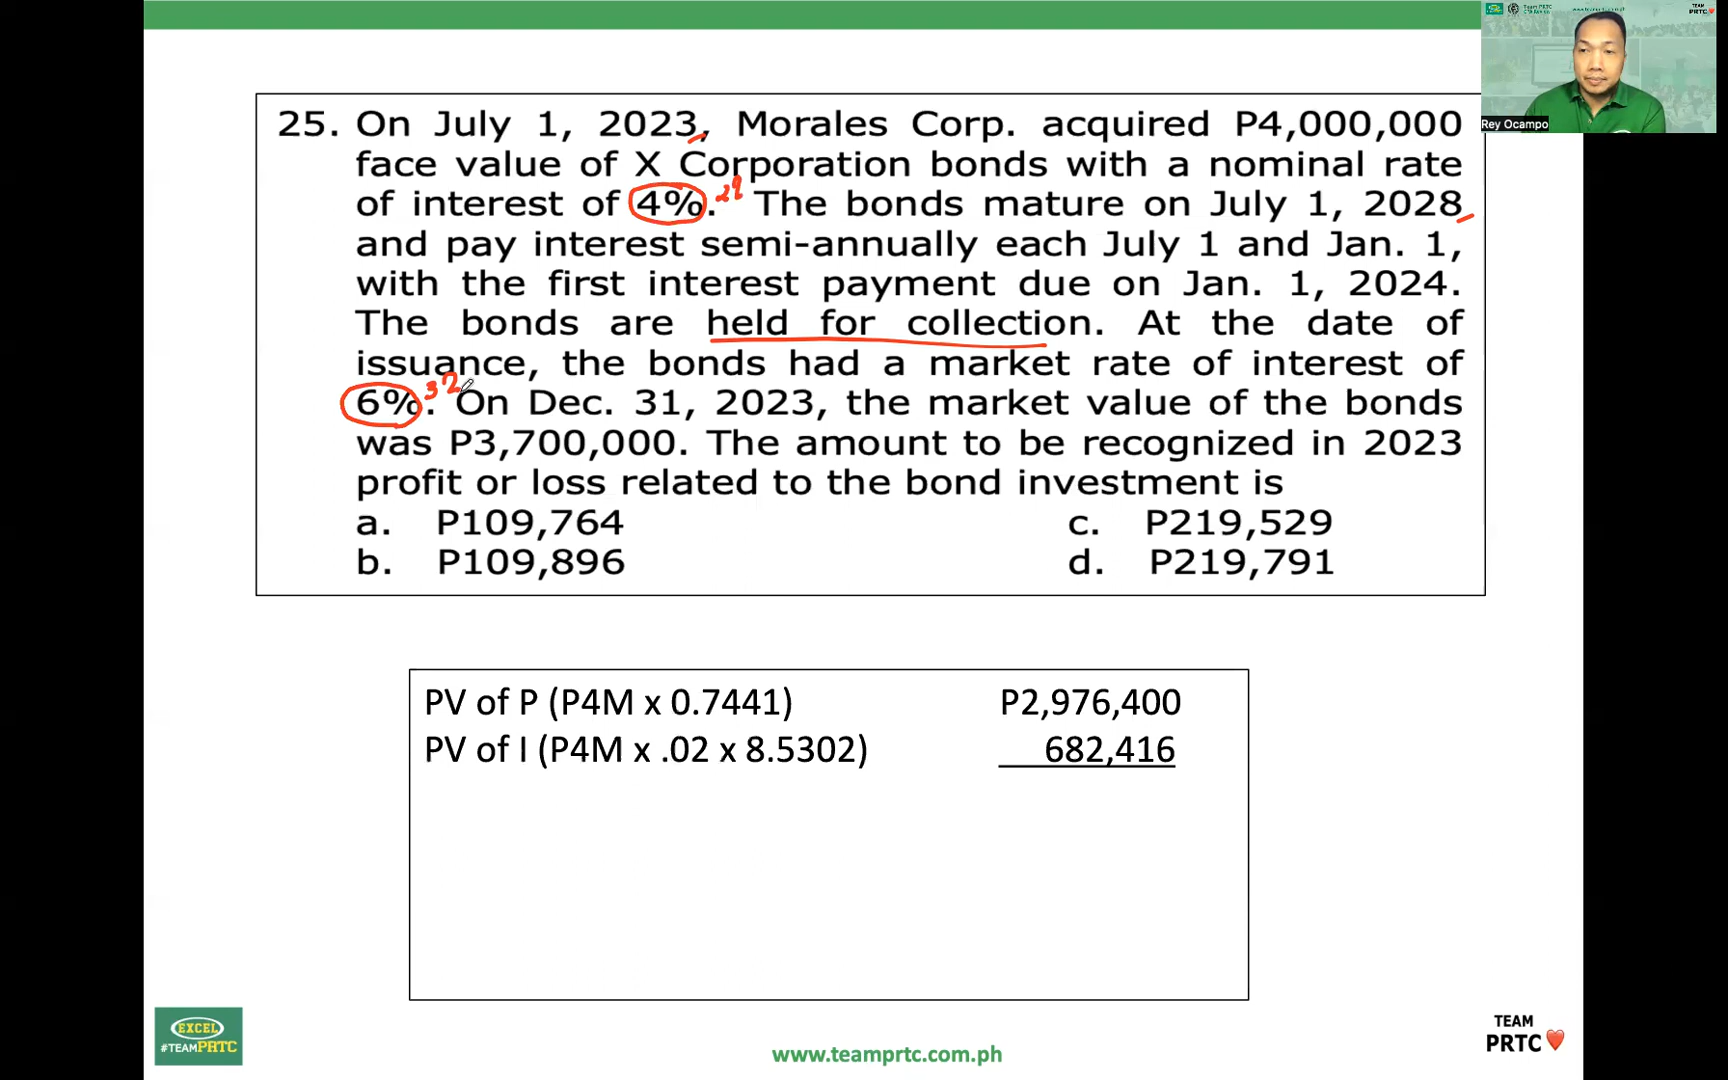 25. On July 1, 2023, Morales Corp. acquired P4,000,000
face value of X Corporation bonds with a nominal rate
of interest of 4%. The bonds mature on July 1, 2028
and pay interest semi-annually each July 1 and Jan. 1,
with the first interest payment due on Jan. 1, 2024.
The bonds are held for collection. At the date of
issuance, the bonds had a market rate of interest of
6%. On Dec. 31, 2023, the market value of the bonds
was P3,700,000. The amount to be recognized in 2023
profit or loss related to the bond investment is
a. P109,764 c. P219,529
b. P109,896 d. P219,791
PV of P (P4M x 0.7441) P2,976,400
PV of I (P4M x .02 x 8.5302) 682,416
EXCEL
#TEAMPRTC
www.teamprtc.com.ph
TEAM
PRTC
Rey Ocampo